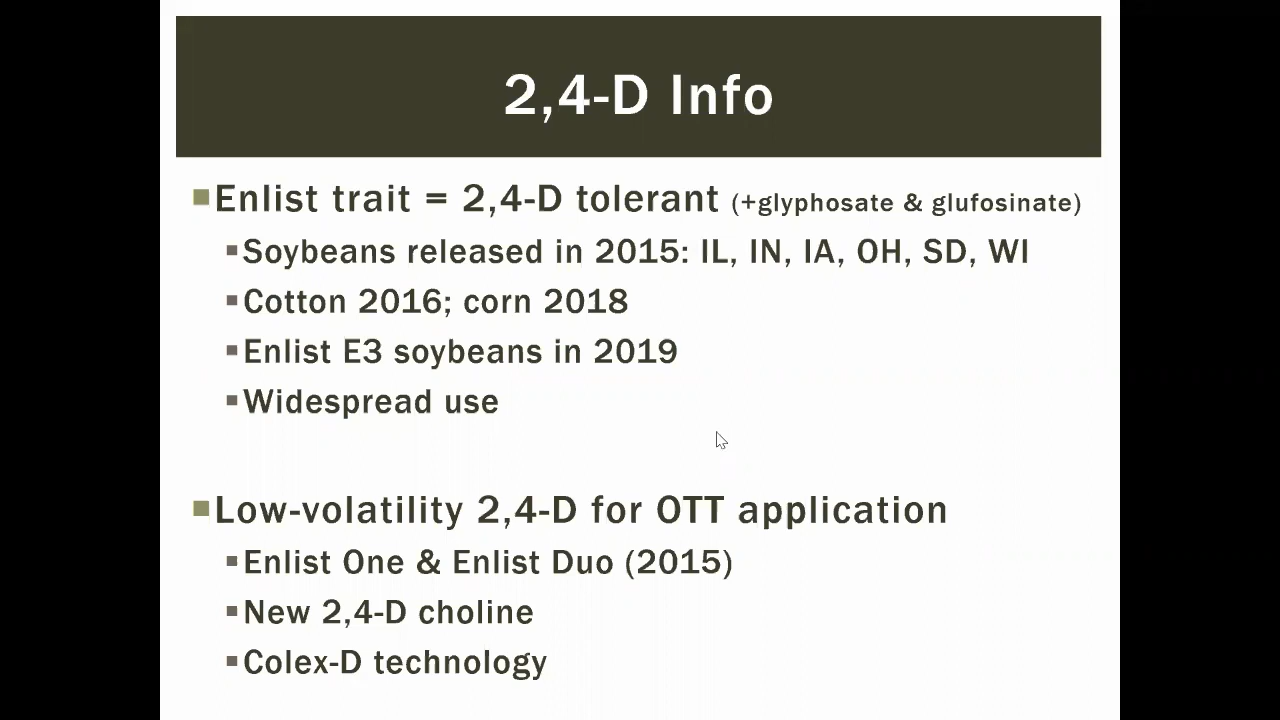 2,4-D Info
Enlist trait = 2,4-D tolerant (+glyphosate & glufosinate)
Soybeans released in 2015: IL, IN, IA, OH, SD, WI
Cotton 2016; corn 2018
Enlist E3 soybeans in 2019
Widespread use
Low-volatility 2,4-D for OTT application
Enlist One & Enlist Duo (2015)
New 2,4-D choline
Colex-D technology